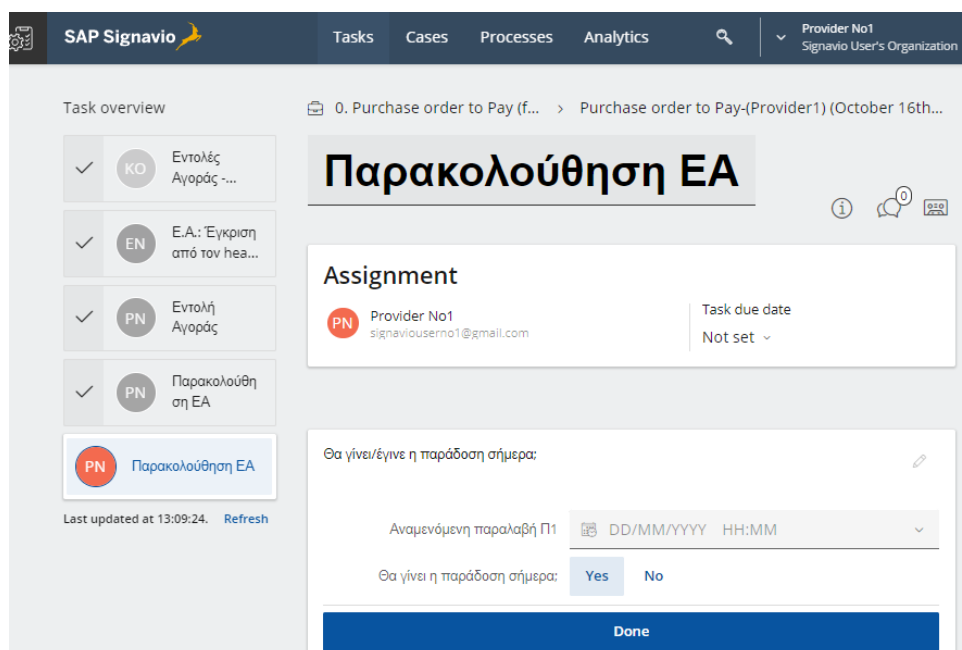 SAP Signavio
Tasks Cases Processes Analytics
Provider No1
Signavio User's Organization
Task overview
KO
Εντολές
Αγοράς -...
EN
Ε.Α.: Έγκριση
από τον hea...
PN
Εντολή
Αγοράς
PN
Παρακολούθη
ση ΕΑ
PN
Παρακολούθηση ΕΑ
Last updated at 13:09:24. Refresh
0. Purchase order to Pay (f... > Purchase order to Pay-(Provider1) (October 16th...
Παρακολούθηση ΕΑ
0
Assignment
PN
Provider No1
signaviouserno1@gmail.com
Task due date
Not set
Θα γίνει/έγινε η παράδοση σήμερα;
Αναμενόμενη παραλαβή Π1 DD/MM/YYYY HH:MM
Θα γίνει η παράδοση σήμερα; Yes No
Done